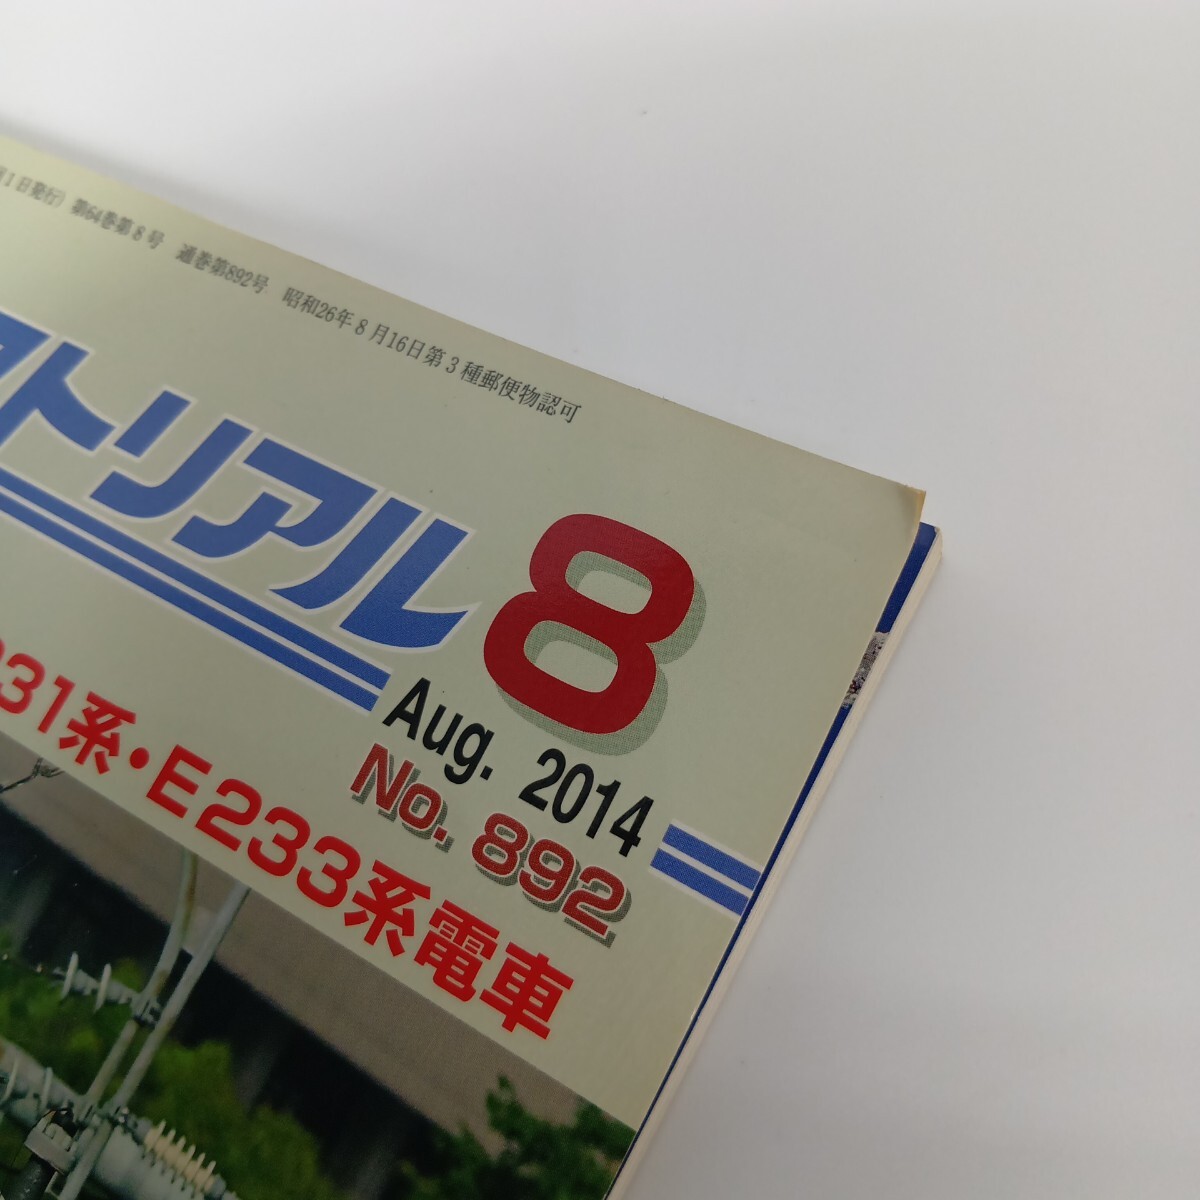 1日発行) 第64巻第8号 通巻第892号 昭和26年8月16日第3種郵便物認可
トリアル
8
Aug. 2014
No. 892
31系・E233系電車